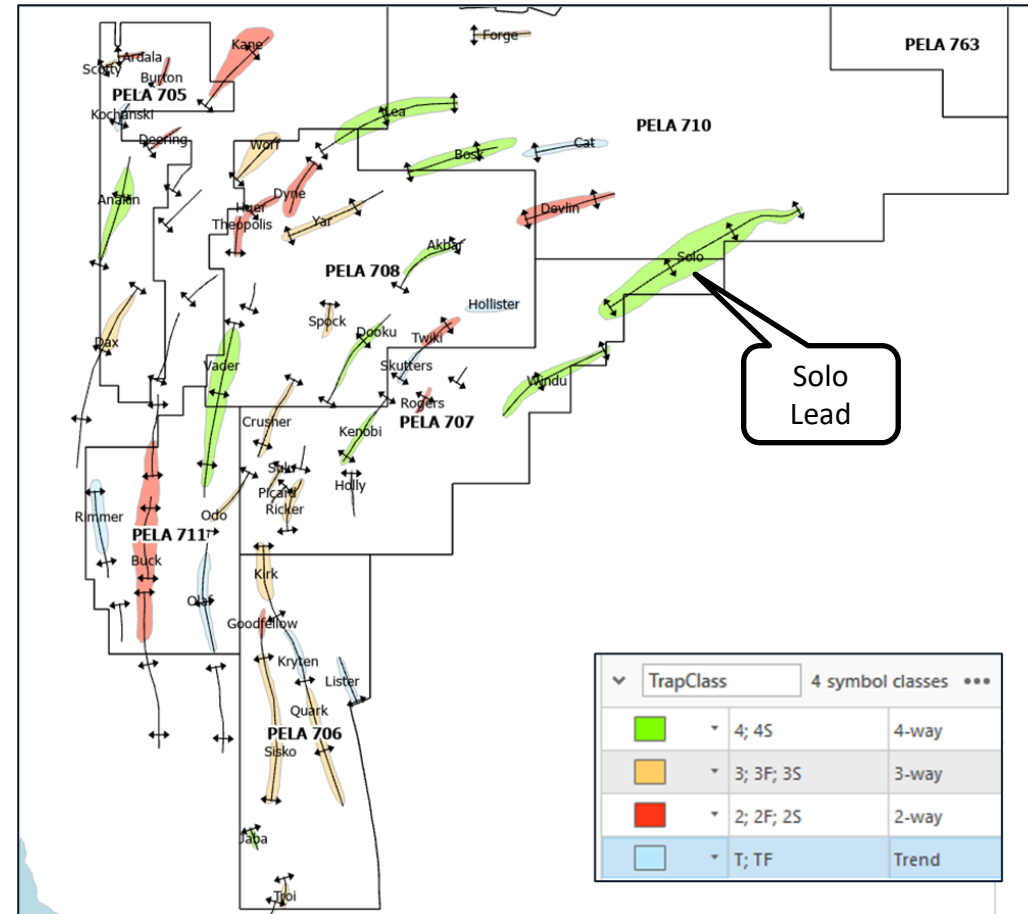 Forge
PELA 763
Kane
Ardala
Scotty
Burton
PELA 705
Kochanski
Lea
PELA 710
Deering
Worf
Bosk
Cat
Anakin
Dyne
Huer
Theopolis
Yar
Devlin
Akbar
Solo
PELA 708
Hollister
Spock
Dooku
Twiki
Dax
Vader
Skutters
Windu
Solo
Lead
Rogers
PELA 707
Crusher
Kenobi
Sulu
Holly
Picard
Ricker
Rimmer
Odo
PELA 711
Buck
Kirk
Olaf
Goodfellow
Kryten
Lister
Quark
PELA 706
Sisko
Jaba
Troi
TrapClass 4 symbol classes •••
4; 4S 4-way
3; 3F; 3S 3-way
2; 2F; 2S 2-way
T; TF Trend